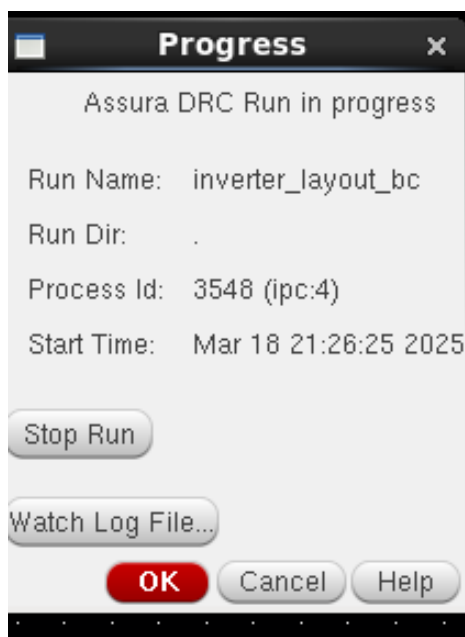 Progress
Assura DRC Run in progress
Run Name: inverter_layout_bc
Run Dir: .
Process Id: 3548 (ipc:4)
Start Time: Mar 18 21:26:25 2025
Stop Run
Watch Log File...
OK Cancel Help